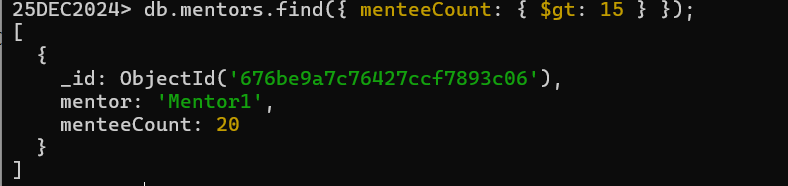 25DEC2024> db.mentors.find({ menteeCount: { $gt: 15 } });
[
  {
    _id: ObjectId('676be9a7c76427ccf7893c06'),
    mentor: 'Mentor1',
    menteeCount: 20
  }
]